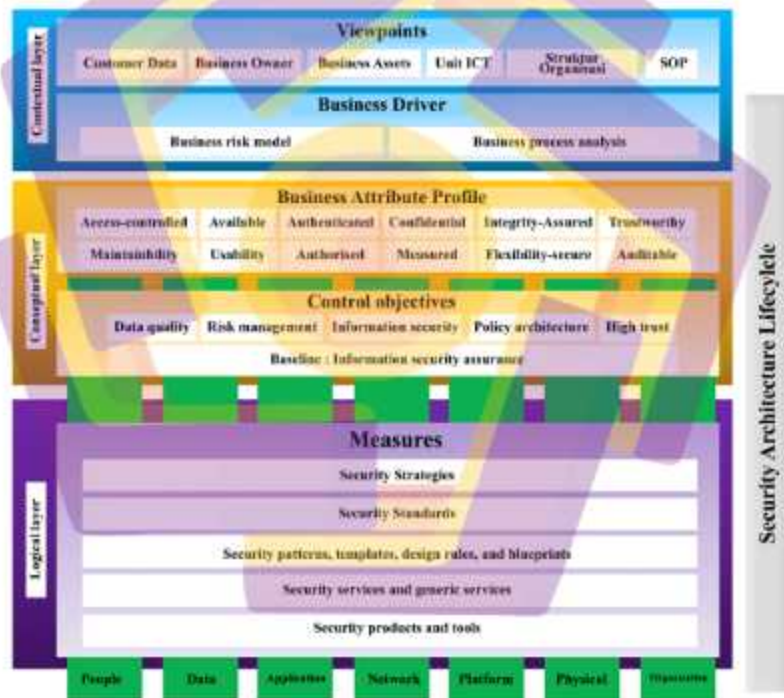 Contextual layer
Viewpoints
Customer Data
Business Owner
Business Assets
Unit ICT
Struktur
Organisasi
SOP
Business Driver
Business risk model
Business process analysis
Conseptual layer
Business Attribute Profile
Access-controlled
Available
Authenticated
Confidential
Integrity-Assured
Trustworthy
Maintainbility
Usability
Authorised
Measured
Flexibility-secure
Auditable
Control objectives
Data quality
Risk management
Information security
Policy architecture
High trust
Baseline : Information security assurance
Logical layer
Measures
Security Strategies
Security Standards
Security patterns, templates, design rules, and blueprints
Security services and generic services
Security products and tools
People
Data
Application
Network
Platform
Physical
Organization
Security Architecture Lifecylcle